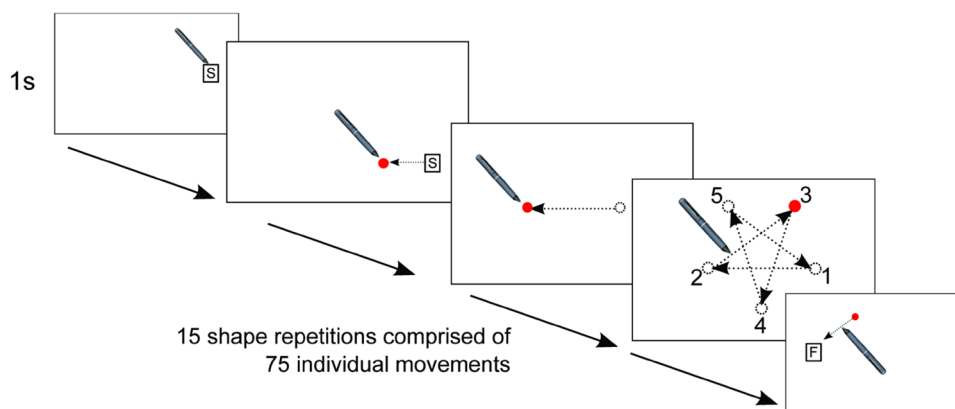 1s
S
S
5
3
2
1
4
15 shape repetitions comprised of
75 individual movements
F